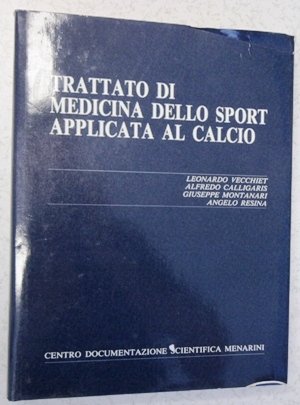 TRATTATO DI
MEDICINA DELLO SPORT
APPLICATA AL CALCIO
LEONARDO VECCHIET
ALFREDO CALLIGARIS
GIUSEPPE MONTANARI
ANGELO RESINA
CENTRO DOCUMENTAZIONE SCIENTIFICA MENARINI